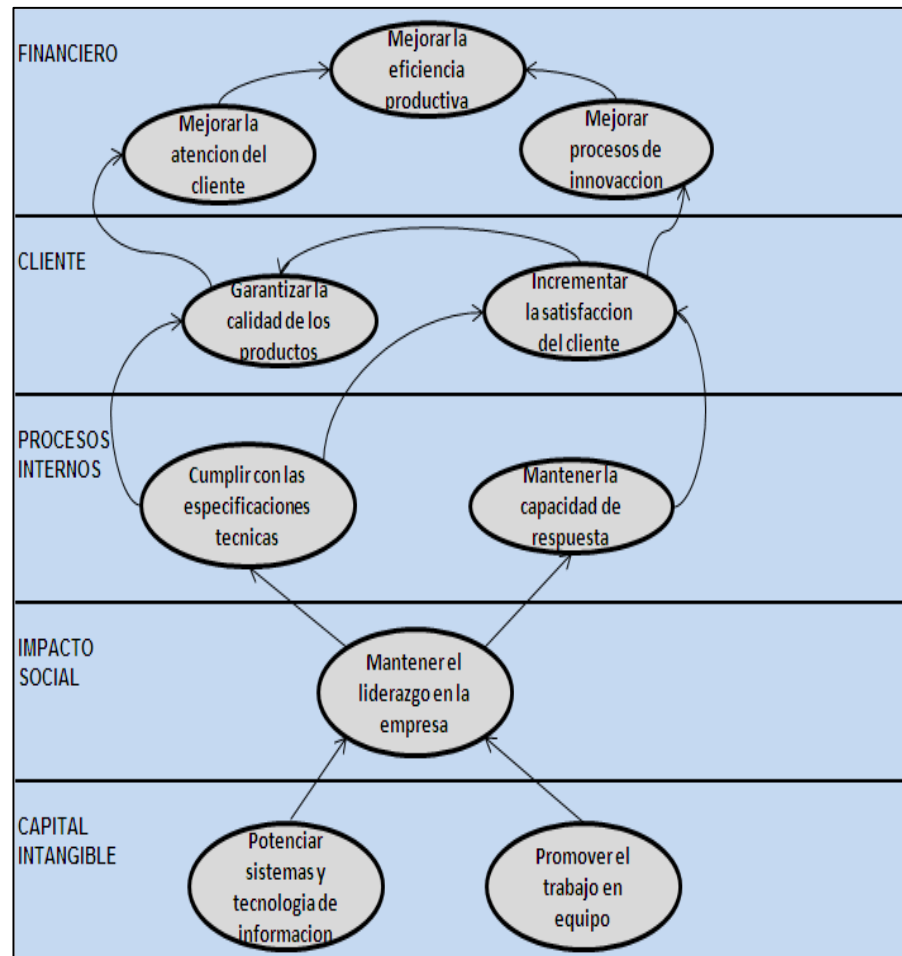 FINANCIERO
Mejorar la
eficiencia
productiva
Mejorar la
atencion del
cliente
Mejorar
procesos de
innovaccion
CLIENTE
Garantizar la
calidad de los
productos
Incrementar
la satisfaccion
del cliente
PROCESOS
INTERNOS
Cumplir con las
especificaciones
tecnicas
Mantener la
capacidad de
respuesta
IMPACTO
SOCIAL
Mantener el
liderazgo en la
empresa
CAPITAL
INTANGIBLE
Potenciar
sistemas y
tecnologia de
informacion
Promover el
trabajo en
equipo